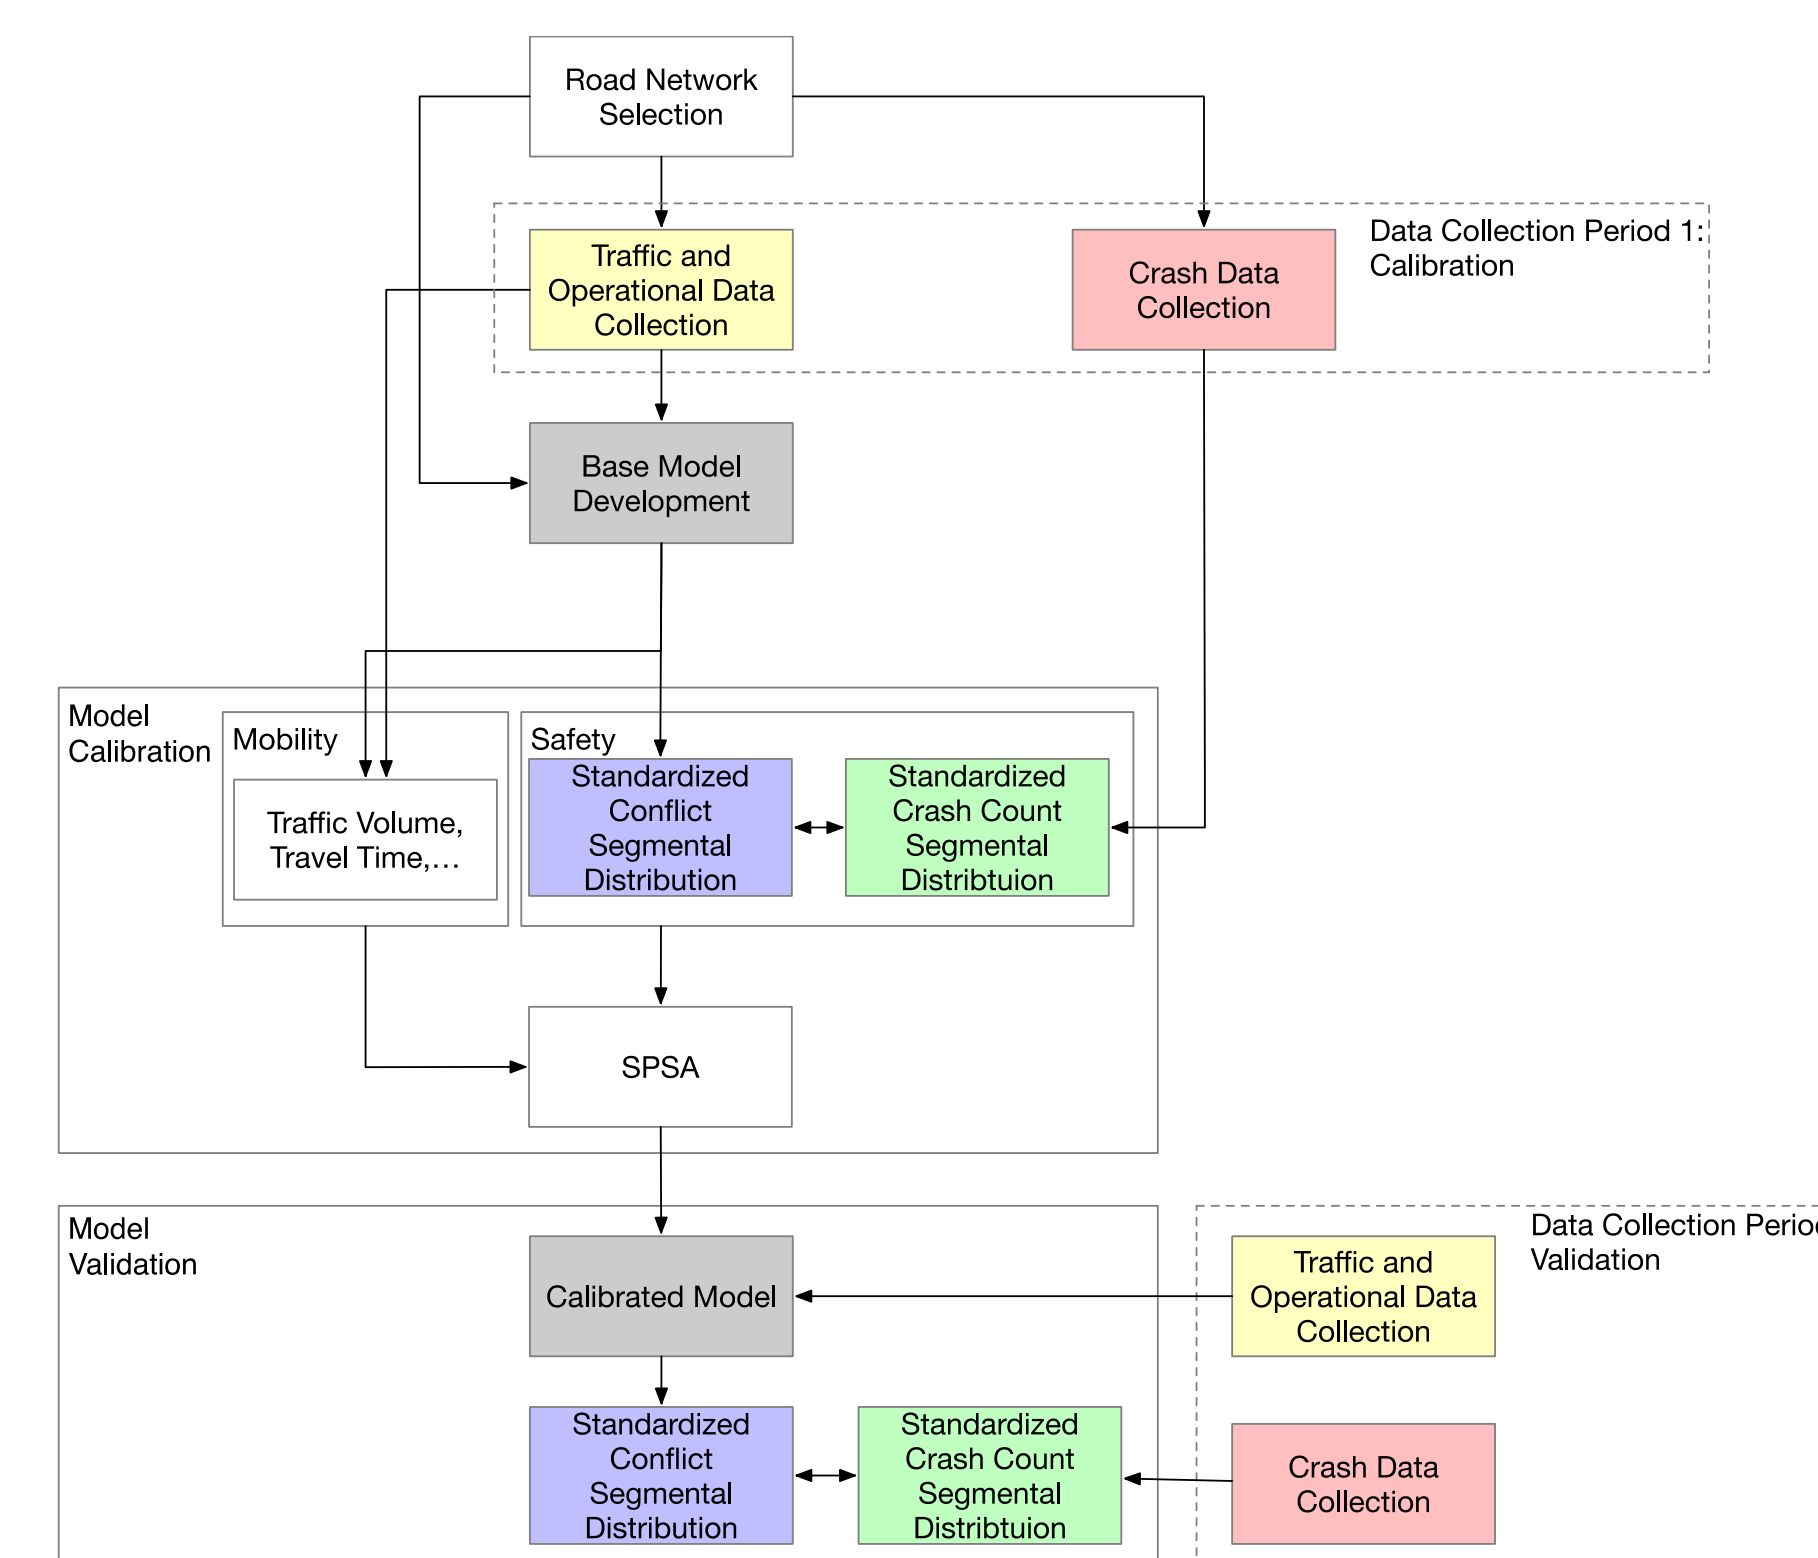 Road Network
Selection
Data Collection Period 1:
Calibration
Traffic and
Operational Data
Collection
Crash Data
Collection
Base Model
Development
Model
Calibration
Mobility
Safety
Traffic Volume,
Travel Time,…
Standardized
Conflict
Segmental
Distribution
Standardized
Crash Count
Segmental
Distribtuion
SPSA
Model
Validation
Calibrated Model
Data Collection Period
Validation
Traffic and
Operational Data
Collection
Standardized
Conflict
Segmental
Distribution
Standardized
Crash Count
Segmental
Distribtuion
Crash Data
Collection